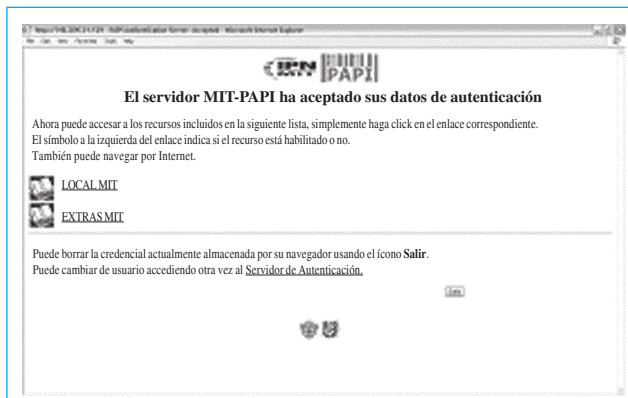 IPN PAPI
El servidor MIT-PAPI ha aceptado sus datos de autenticación
Ahora puede accesar a los recursos incluidos en la siguiente lista, simplemente haga click en el enlace correspondiente.
El símbolo a la izquierda del enlace indica si el recurso está habilitado o no.
También puede navegar por Internet.
LOCAL MIT
EXTRAS MIT
Puede borrar la credencial actualmente almacenada por su navegador usando el ícono Salir.
Puede cambiar de usuario accediendo otra vez al Servidor de Autenticación.
Salir